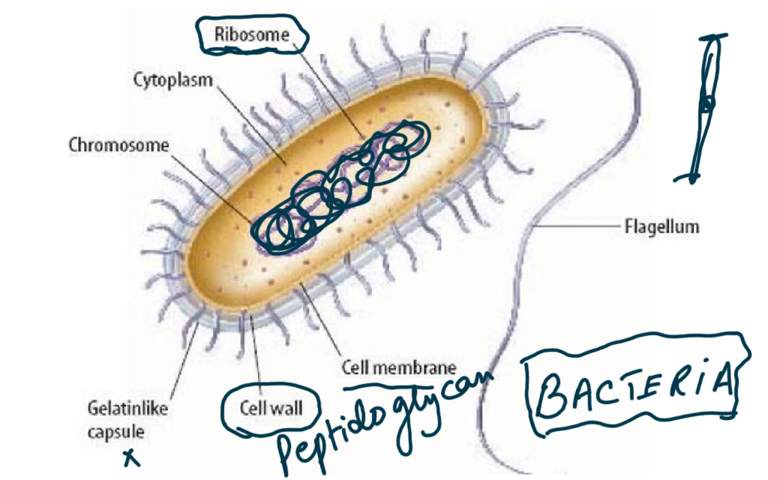 Ribosome
Cytoplasm
Chromosome
Flagellum
Cell membrane
Gelatinlike
capsule
x
Cell wall
Peptidoglycan
BACTERIA